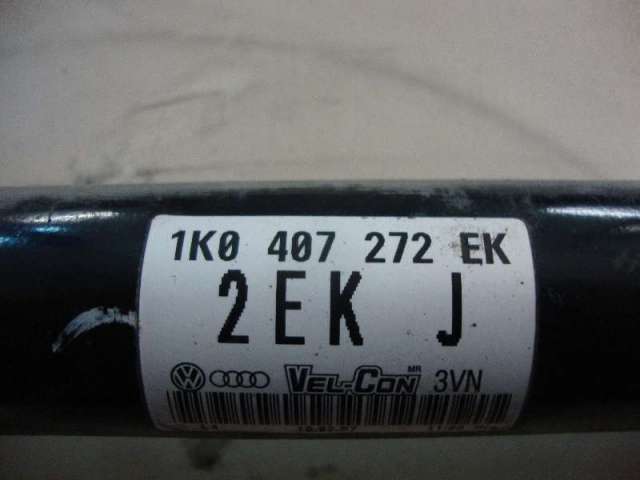 1K0 407 272 EK
2EK J
VEL-CON MR 3VN